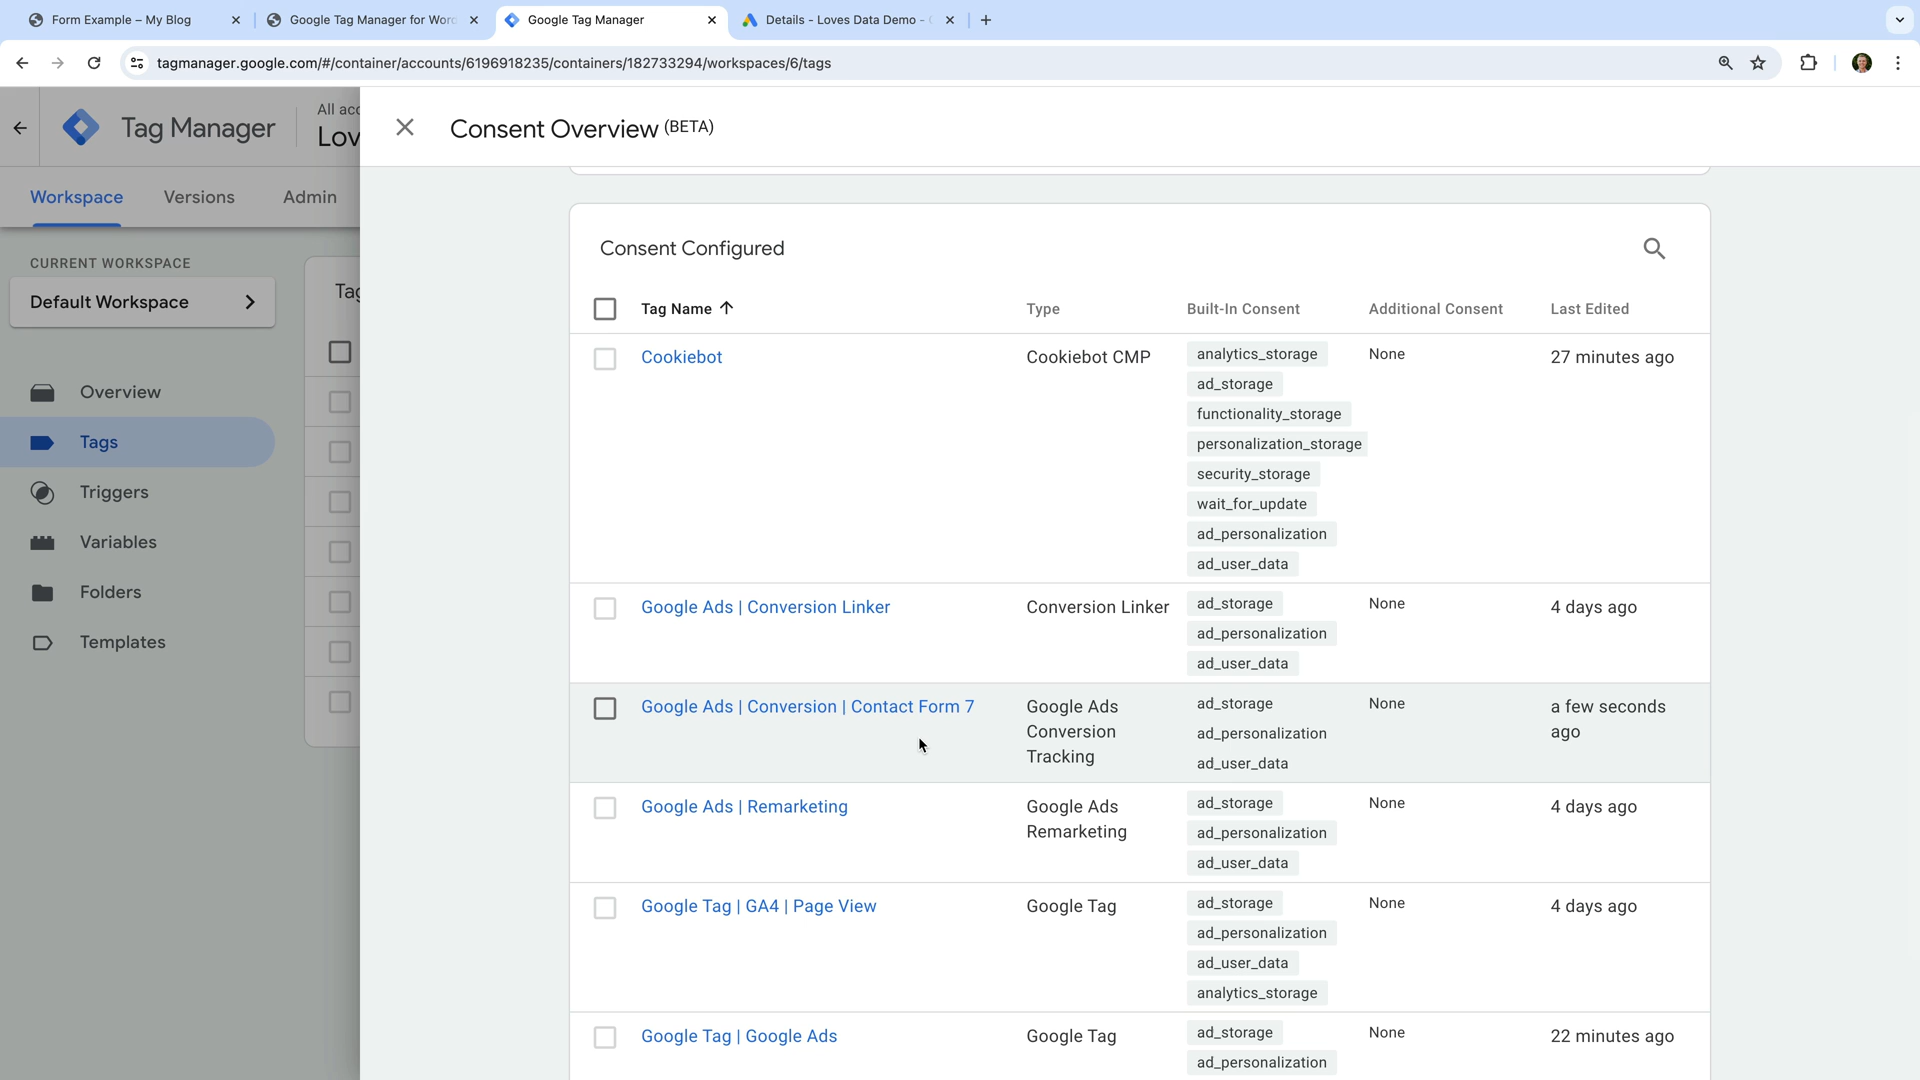 Form Example – My Blog
Google Tag Manager for Wor
Google Tag Manager
Details - Loves Data Demo -
tagmanager.google.com/#/container/accounts/6196918235/containers/182733294/workspaces/6/tags
Tag Manager
All acc
Lov
Consent Overview (BETA)
Workspace
Versions
Admin
CURRENT WORKSPACE
Default Workspace
Tag
Overview
Tags
Triggers
Variables
Folders
Templates
Consent Configured
Tag Name Type Built-In Consent Additional Consent Last Edited
Cookiebot Cookiebot CMP analytics_storage None 27 minutes ago
ad_storage
functionality_storage
personalization_storage
security_storage
wait_for_update
ad_personalization
ad_user_data
Google Ads | Conversion Linker Conversion Linker ad_storage None 4 days ago
ad_personalization
ad_user_data
Google Ads | Conversion | Contact Form 7 Google Ads ad_storage None a few seconds
Conversion ad_personalization ago
Tracking ad_user_data
Google Ads | Remarketing Google Ads ad_storage None 4 days ago
Remarketing ad_personalization
ad_user_data
Google Tag | GA4 | Page View Google Tag ad_storage None 4 days ago
ad_personalization
ad_user_data
analytics_storage
Google Tag | Google Ads Google Tag ad_storage None 22 minutes ago
ad_personalization